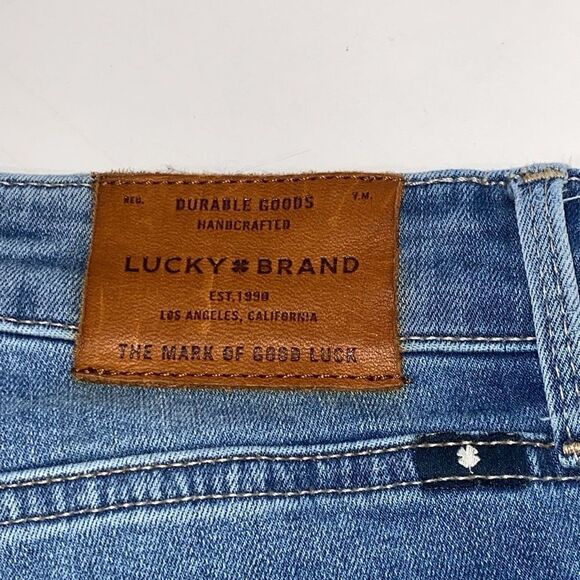 REG. DURABLE GOODS T.M.
HANDCRAFTED
LUCKY BRAND
EST.1990
LOS ANGELES, CALIFORNIA
THE MARK OF GOOD LUCK